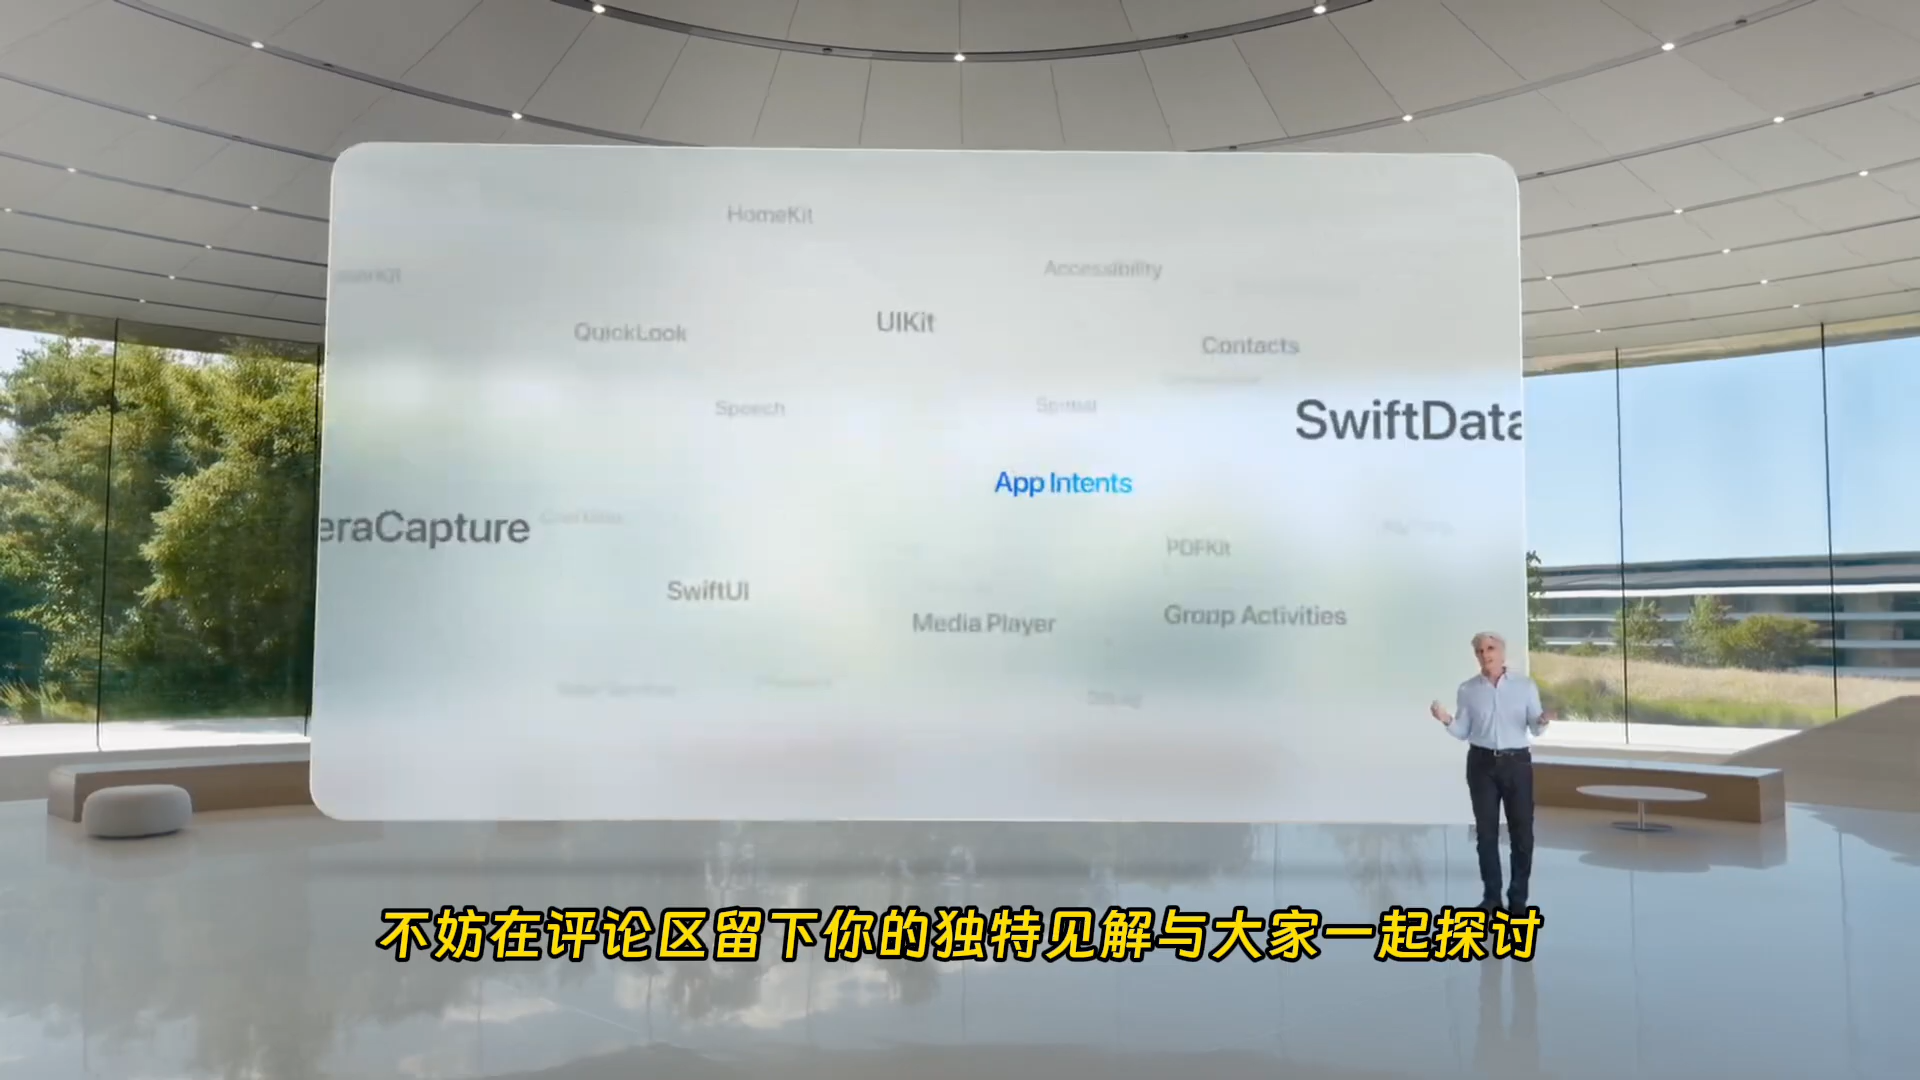 HomeKit
Accessibility
UIKit
QuickLook
Contacts
Speech
Spatial
SwiftData
App Intents
eraCapture
PDFKit
SwiftUI
Group Activities
Media Player
不妨在评论区留下你的独特见解与大家一起探讨